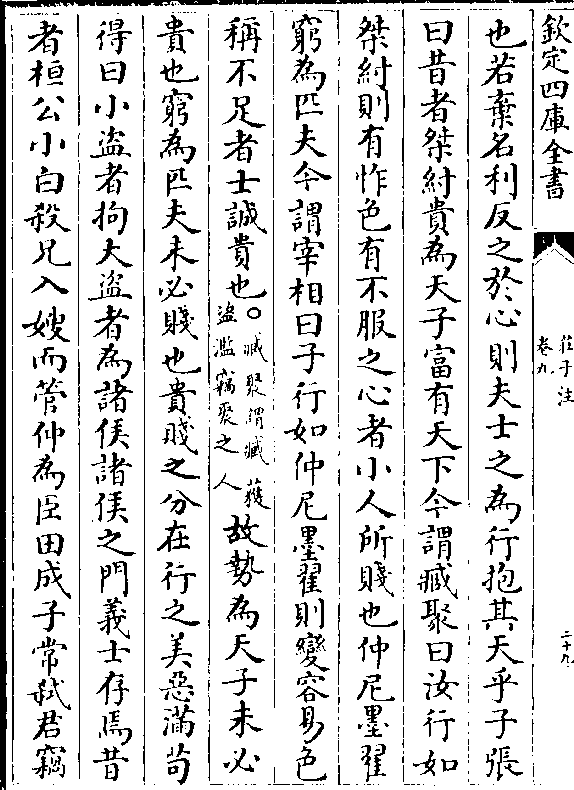 欽定四庫全書
莊子注
卷九
二十九
也若棄名利反之於心則夫士之為行抱其天乎子張
曰昔者桀紂貴為天子富有天下今謂臧聚曰汝行如
桀紂則有怍色有不服之心者小人所賤也仲尼墨翟
窮為匹夫今謂宰相曰子行如仲尼墨翟則變容易色
稱不足者士誠貴也○臧聚謂臧獲盜濫竊聚之人故勢為天子未必
貴也窮為匹夫未必賤也貴賤之分在行之美惡滿茍
得曰小盜者拘大盜者為諸侯諸侯之門義士存焉昔
者桓公小白殺兄入嫂而管仲為臣田成子常弒君竊